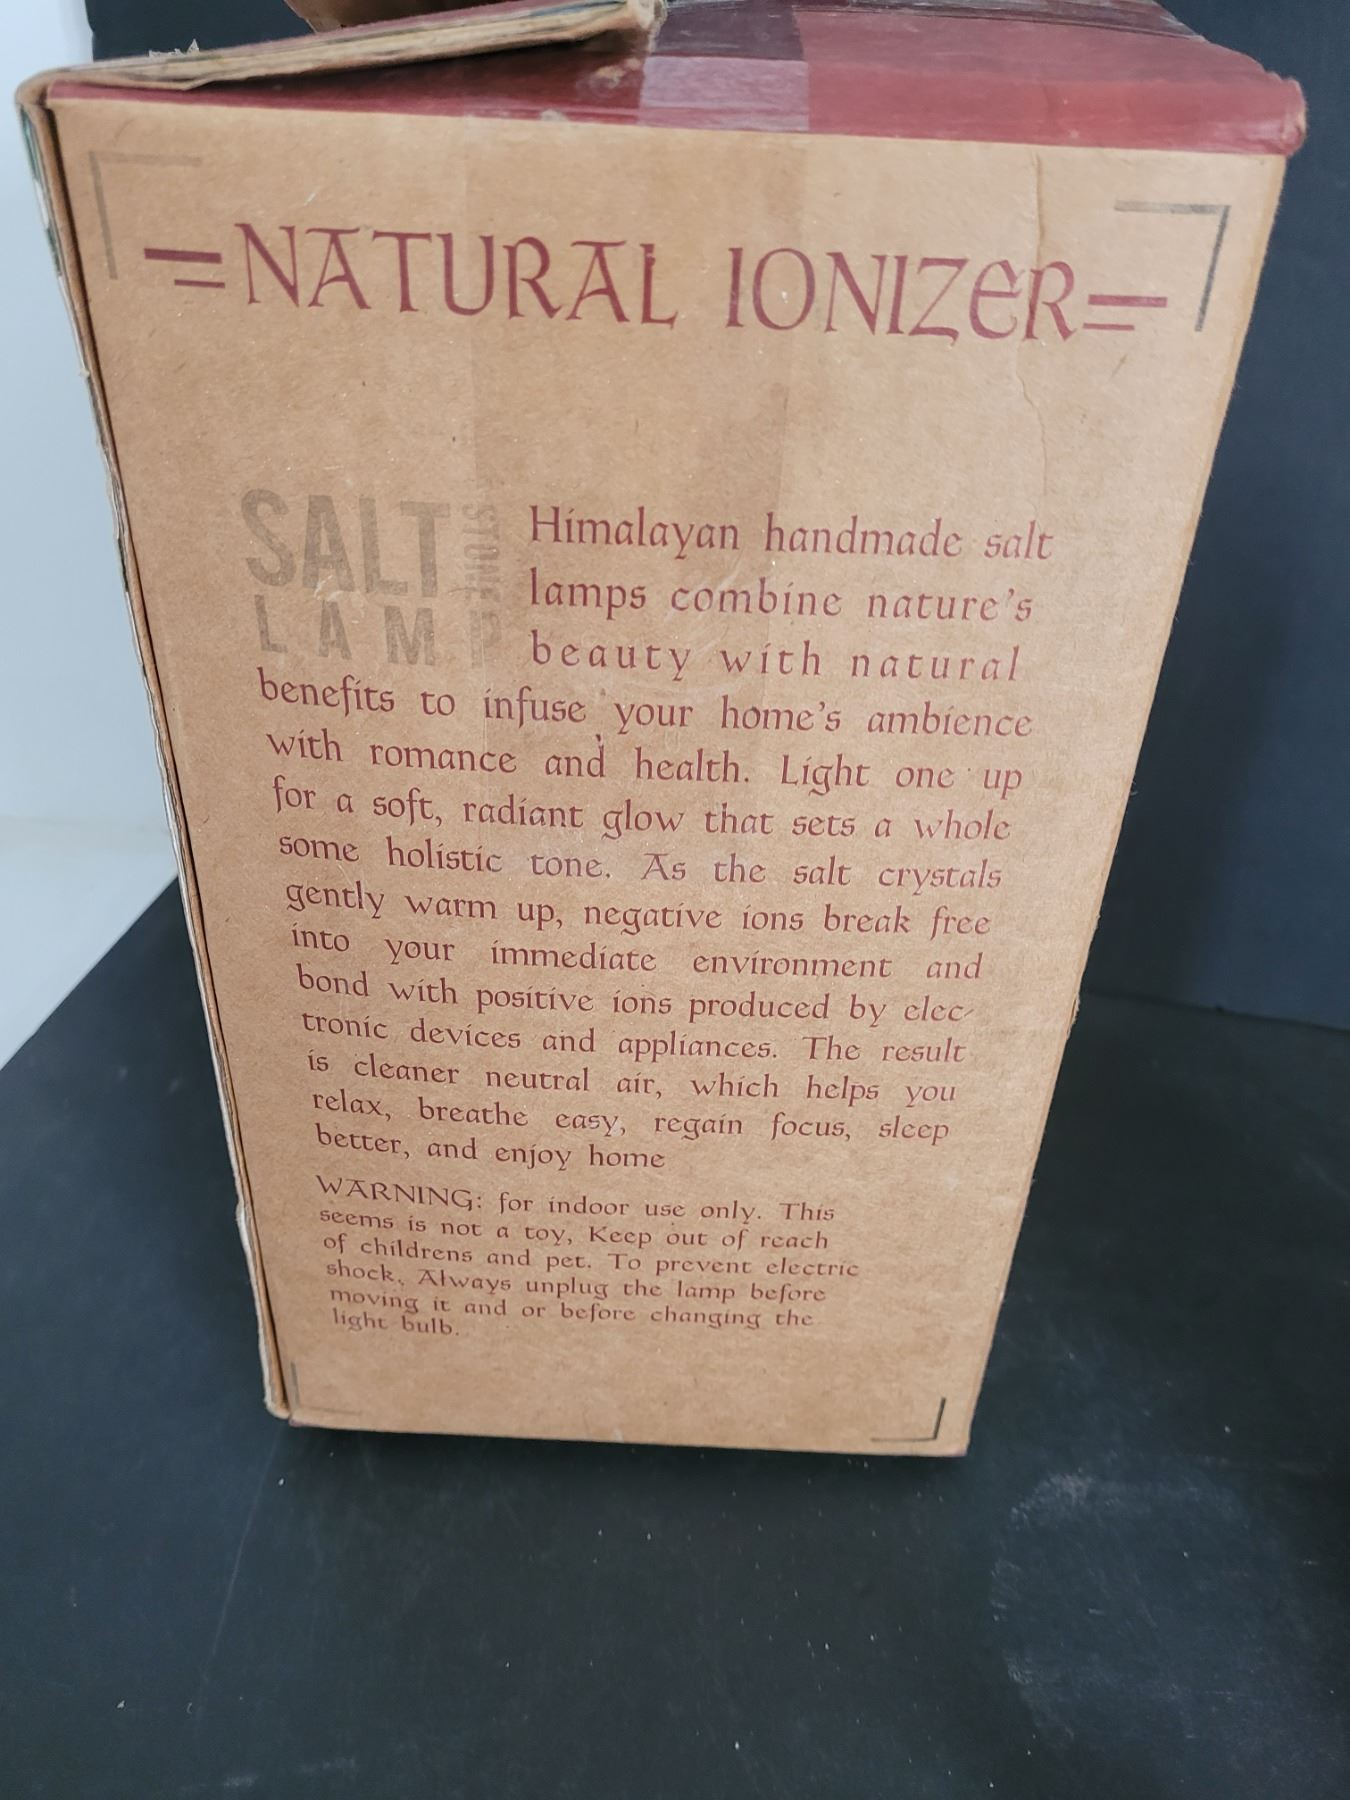 NATURAL IONIZER
SALT STONE
LAMP
Himalayan handmade salt
lamps combine nature's
beauty with natural
benefits to infuse your home's ambience
with romance and health. Light one up
for a soft, radiant glow that sets a whole
some holistic tone. As the salt crystals
gently warm up, negative ions break free
into your immediate environment and
bond with positive ions produced by elec-
tronic devices and appliances. The result
is cleaner neutral air, which helps you
relax, breathe easy, regain focus, sleep
better, and enjoy home
WARNING: for indoor use only. This
seems is not a toy, Keep out of reach
of childrens and pet. To prevent electric
shock, Always unplug the lamp before
moving it and or before changing the
light bulb.